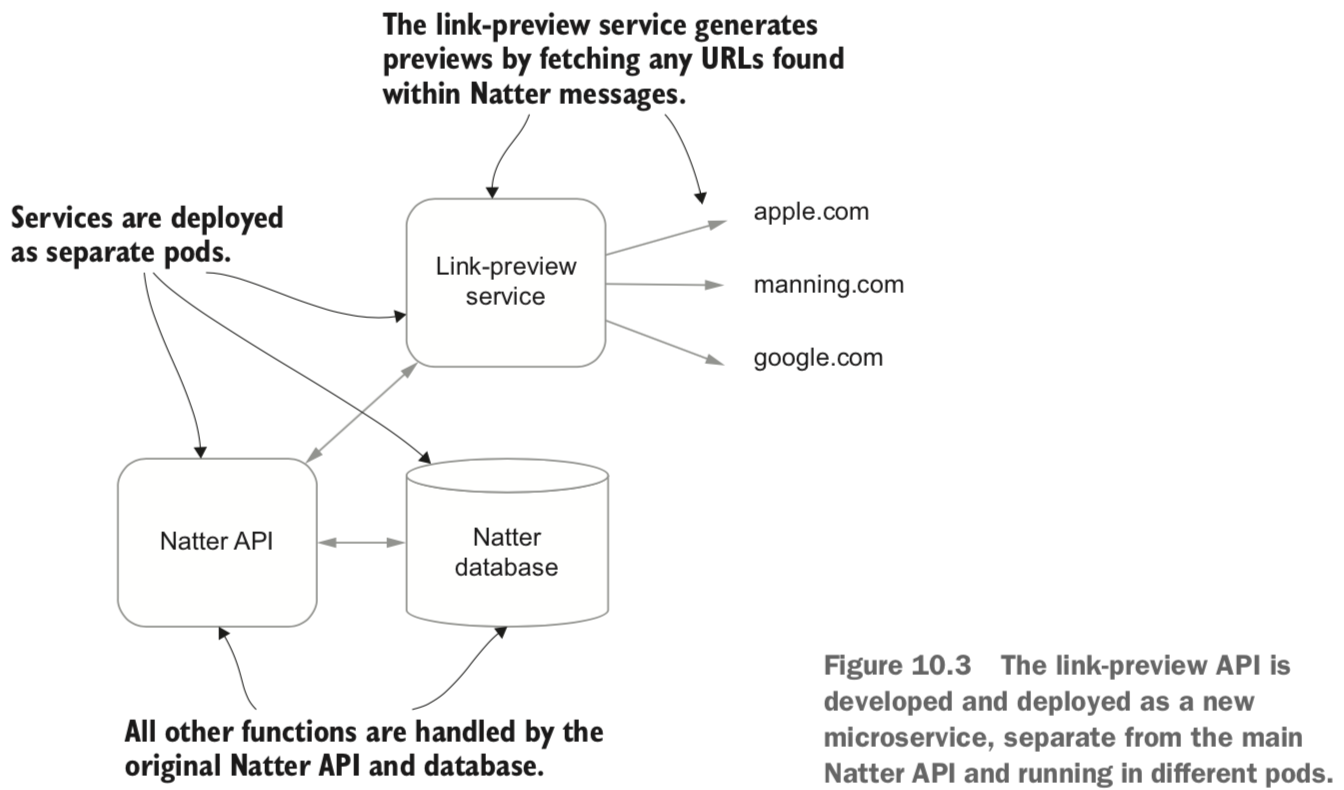 The link-preview service generates
previews by fetching any URLs found
within Natter messages.
Services are deployed
as separate pods.
Link-preview
service
apple.com
manning.com
google.com
Natter API
Natter
database
All other functions are handled by the
original Natter API and database.
Figure 10.3 The link-preview API is
developed and deployed as a new
microservice, separate from the main
Natter API and running in different pods.